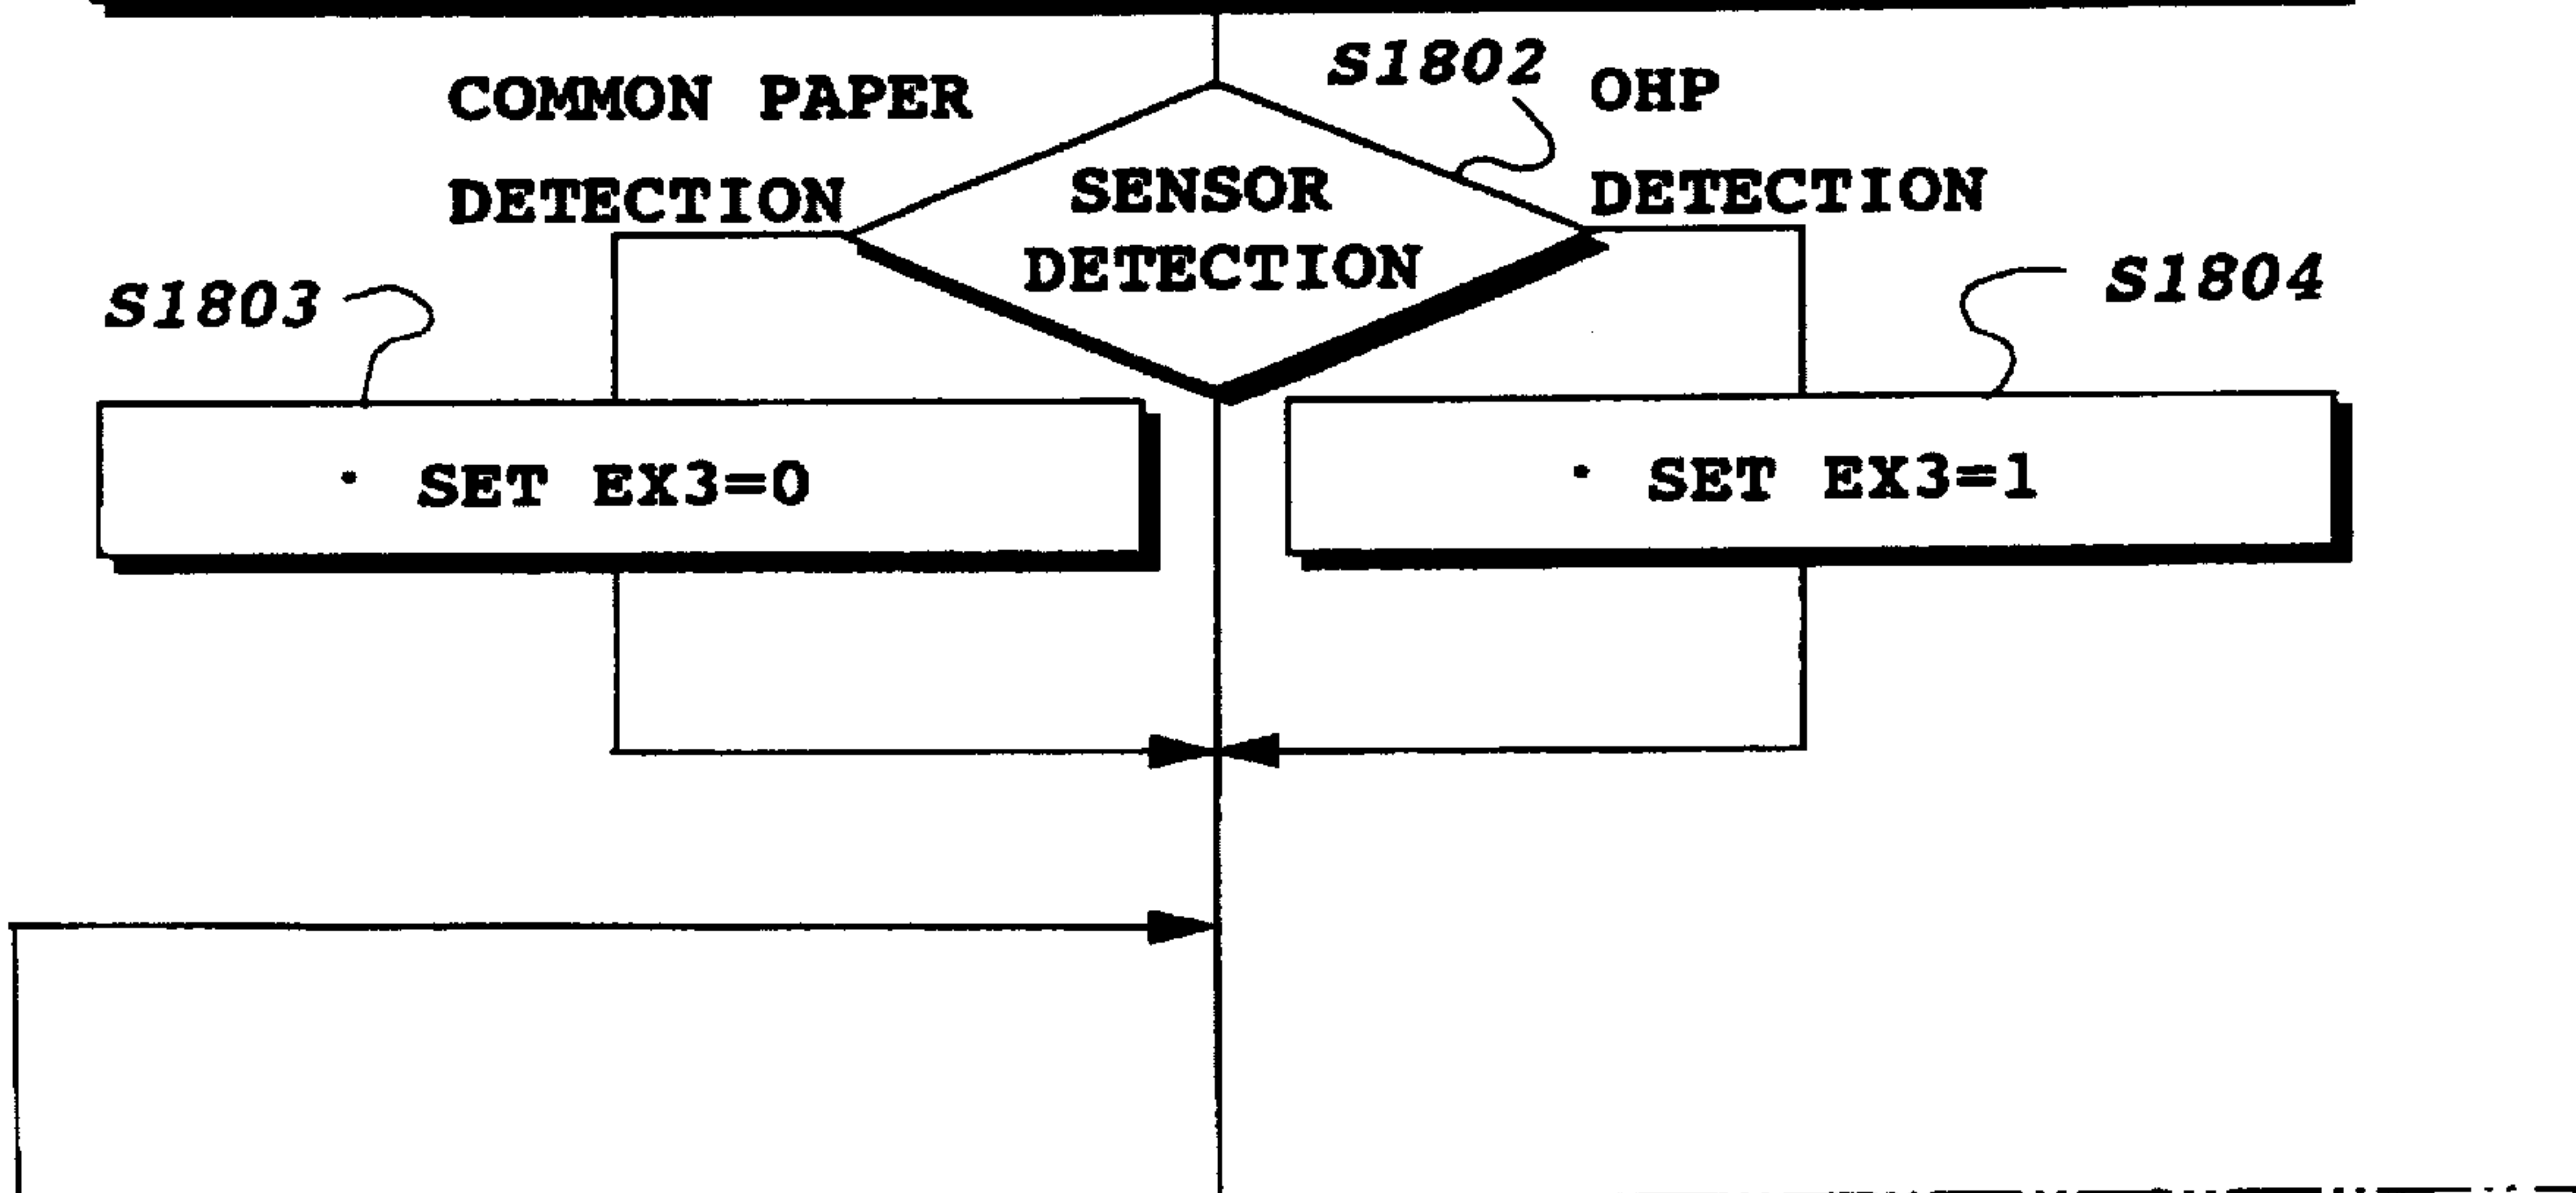 S1802
COMMON PAPER
DETECTION
OHP
DETECTION
SENSOR
DETECTION
S1803
S1804
· SET EX3=0
· SET EX3=1